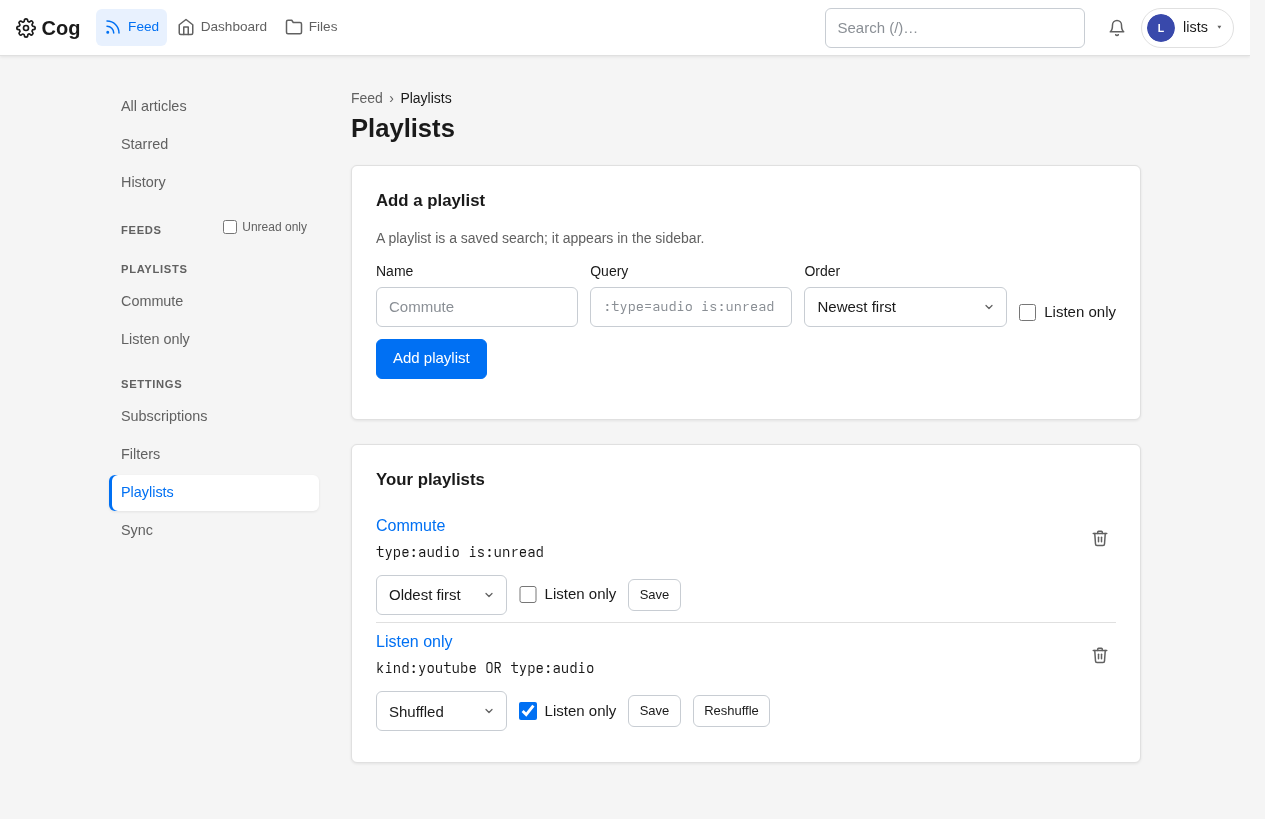 Cog
Feed
Dashboard
Files
Search (/)…
L
lists
All articles
Starred
History
FEEDS
Unread only
PLAYLISTS
Commute
Listen only
SETTINGS
Subscriptions
Filters
Playlists
Sync
Feed › Playlists
Playlists
Add a playlist
A playlist is a saved search; it appears in the sidebar.
Name
Query
Order
Commute
:type=audio is:unread
Newest first
Listen only
Add playlist
Your playlists
Commute
type:audio is:unread
Oldest first
Listen only
Save
Listen only
kind:youtube OR type:audio
Shuffled
Listen only
Save
Reshuffle